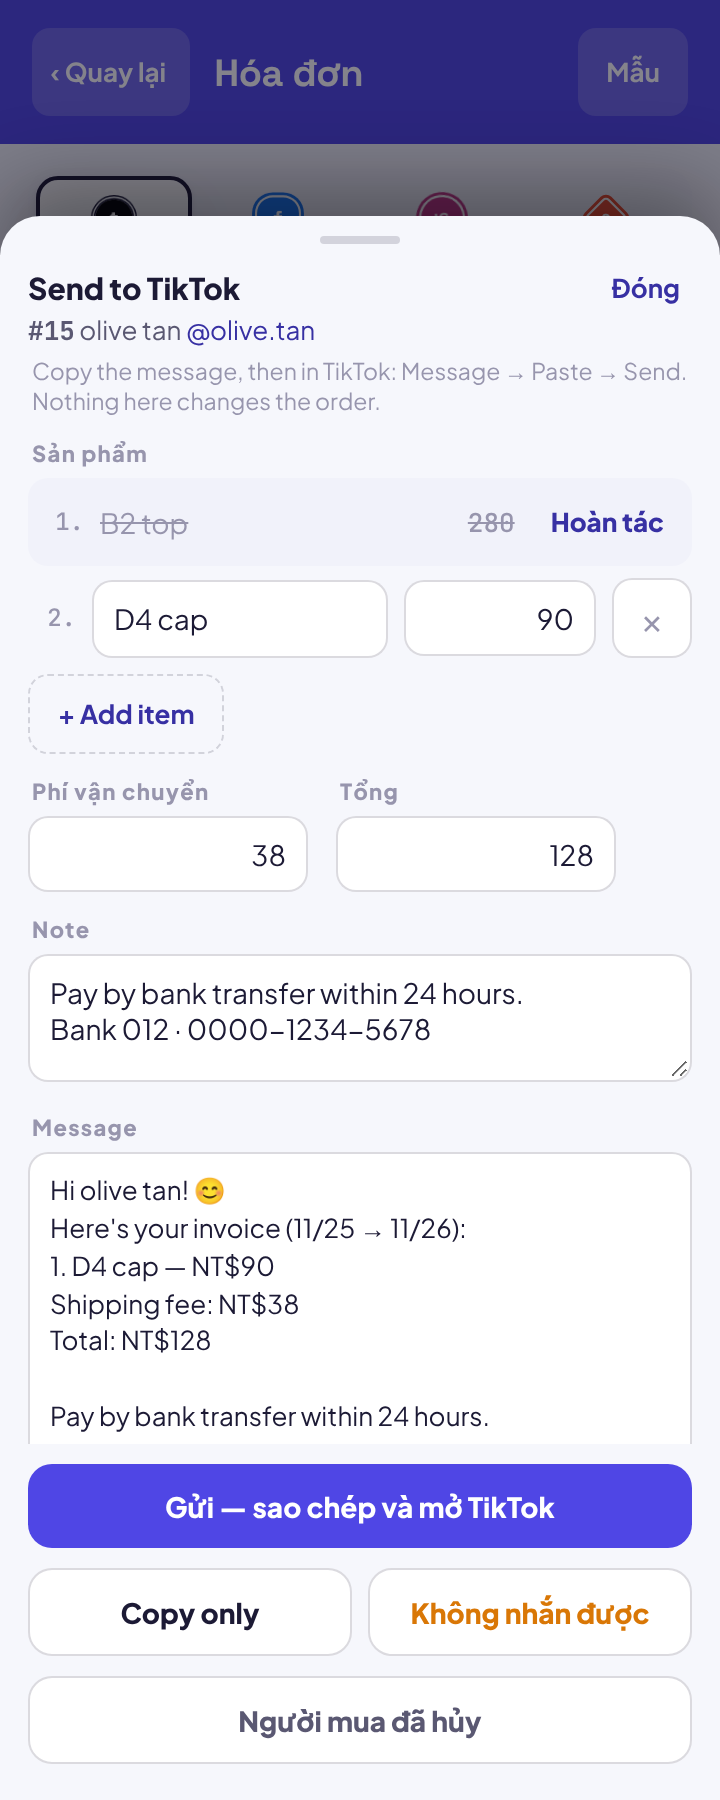 ‹ Quay lại
Hóa đơn
Mẫu
Send to TikTok
Đóng
#15 olive tan @olive.tan
Copy the message, then in TikTok: Message → Paste → Send.
Nothing here changes the order.
Sản phẩm
1. B2 top 280 Hoàn tác
2. D4 cap 90 ×
+ Add item
Phí vận chuyển
Tổng
38
128
Note
Pay by bank transfer within 24 hours.
Bank 012 · 0000–1234–5678
Message
Hi olive tan! 😊
Here's your invoice (11/25 → 11/26):
1. D4 cap — NT$90
Shipping fee: NT$38
Total: NT$128
Pay by bank transfer within 24 hours.
Gửi — sao chép và mở TikTok
Copy only
Không nhắn được
Người mua đã hủy